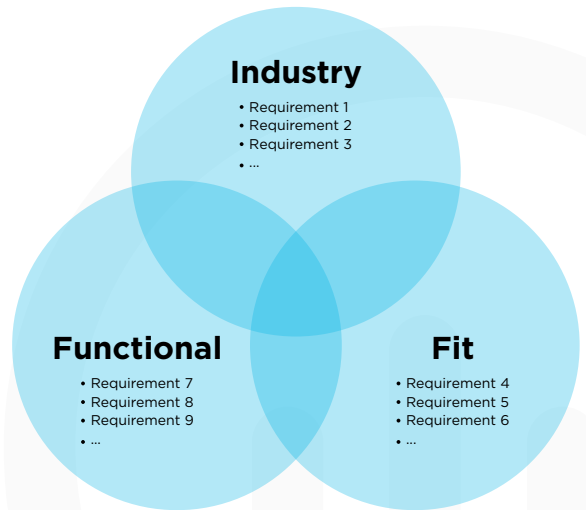 Industry
• Requirement 1
• Requirement 2
• Requirement 3
• ...
Functional
• Requirement 7
• Requirement 8
• Requirement 9
• ...
Fit
• Requirement 4
• Requirement 5
• Requirement 6
• ...